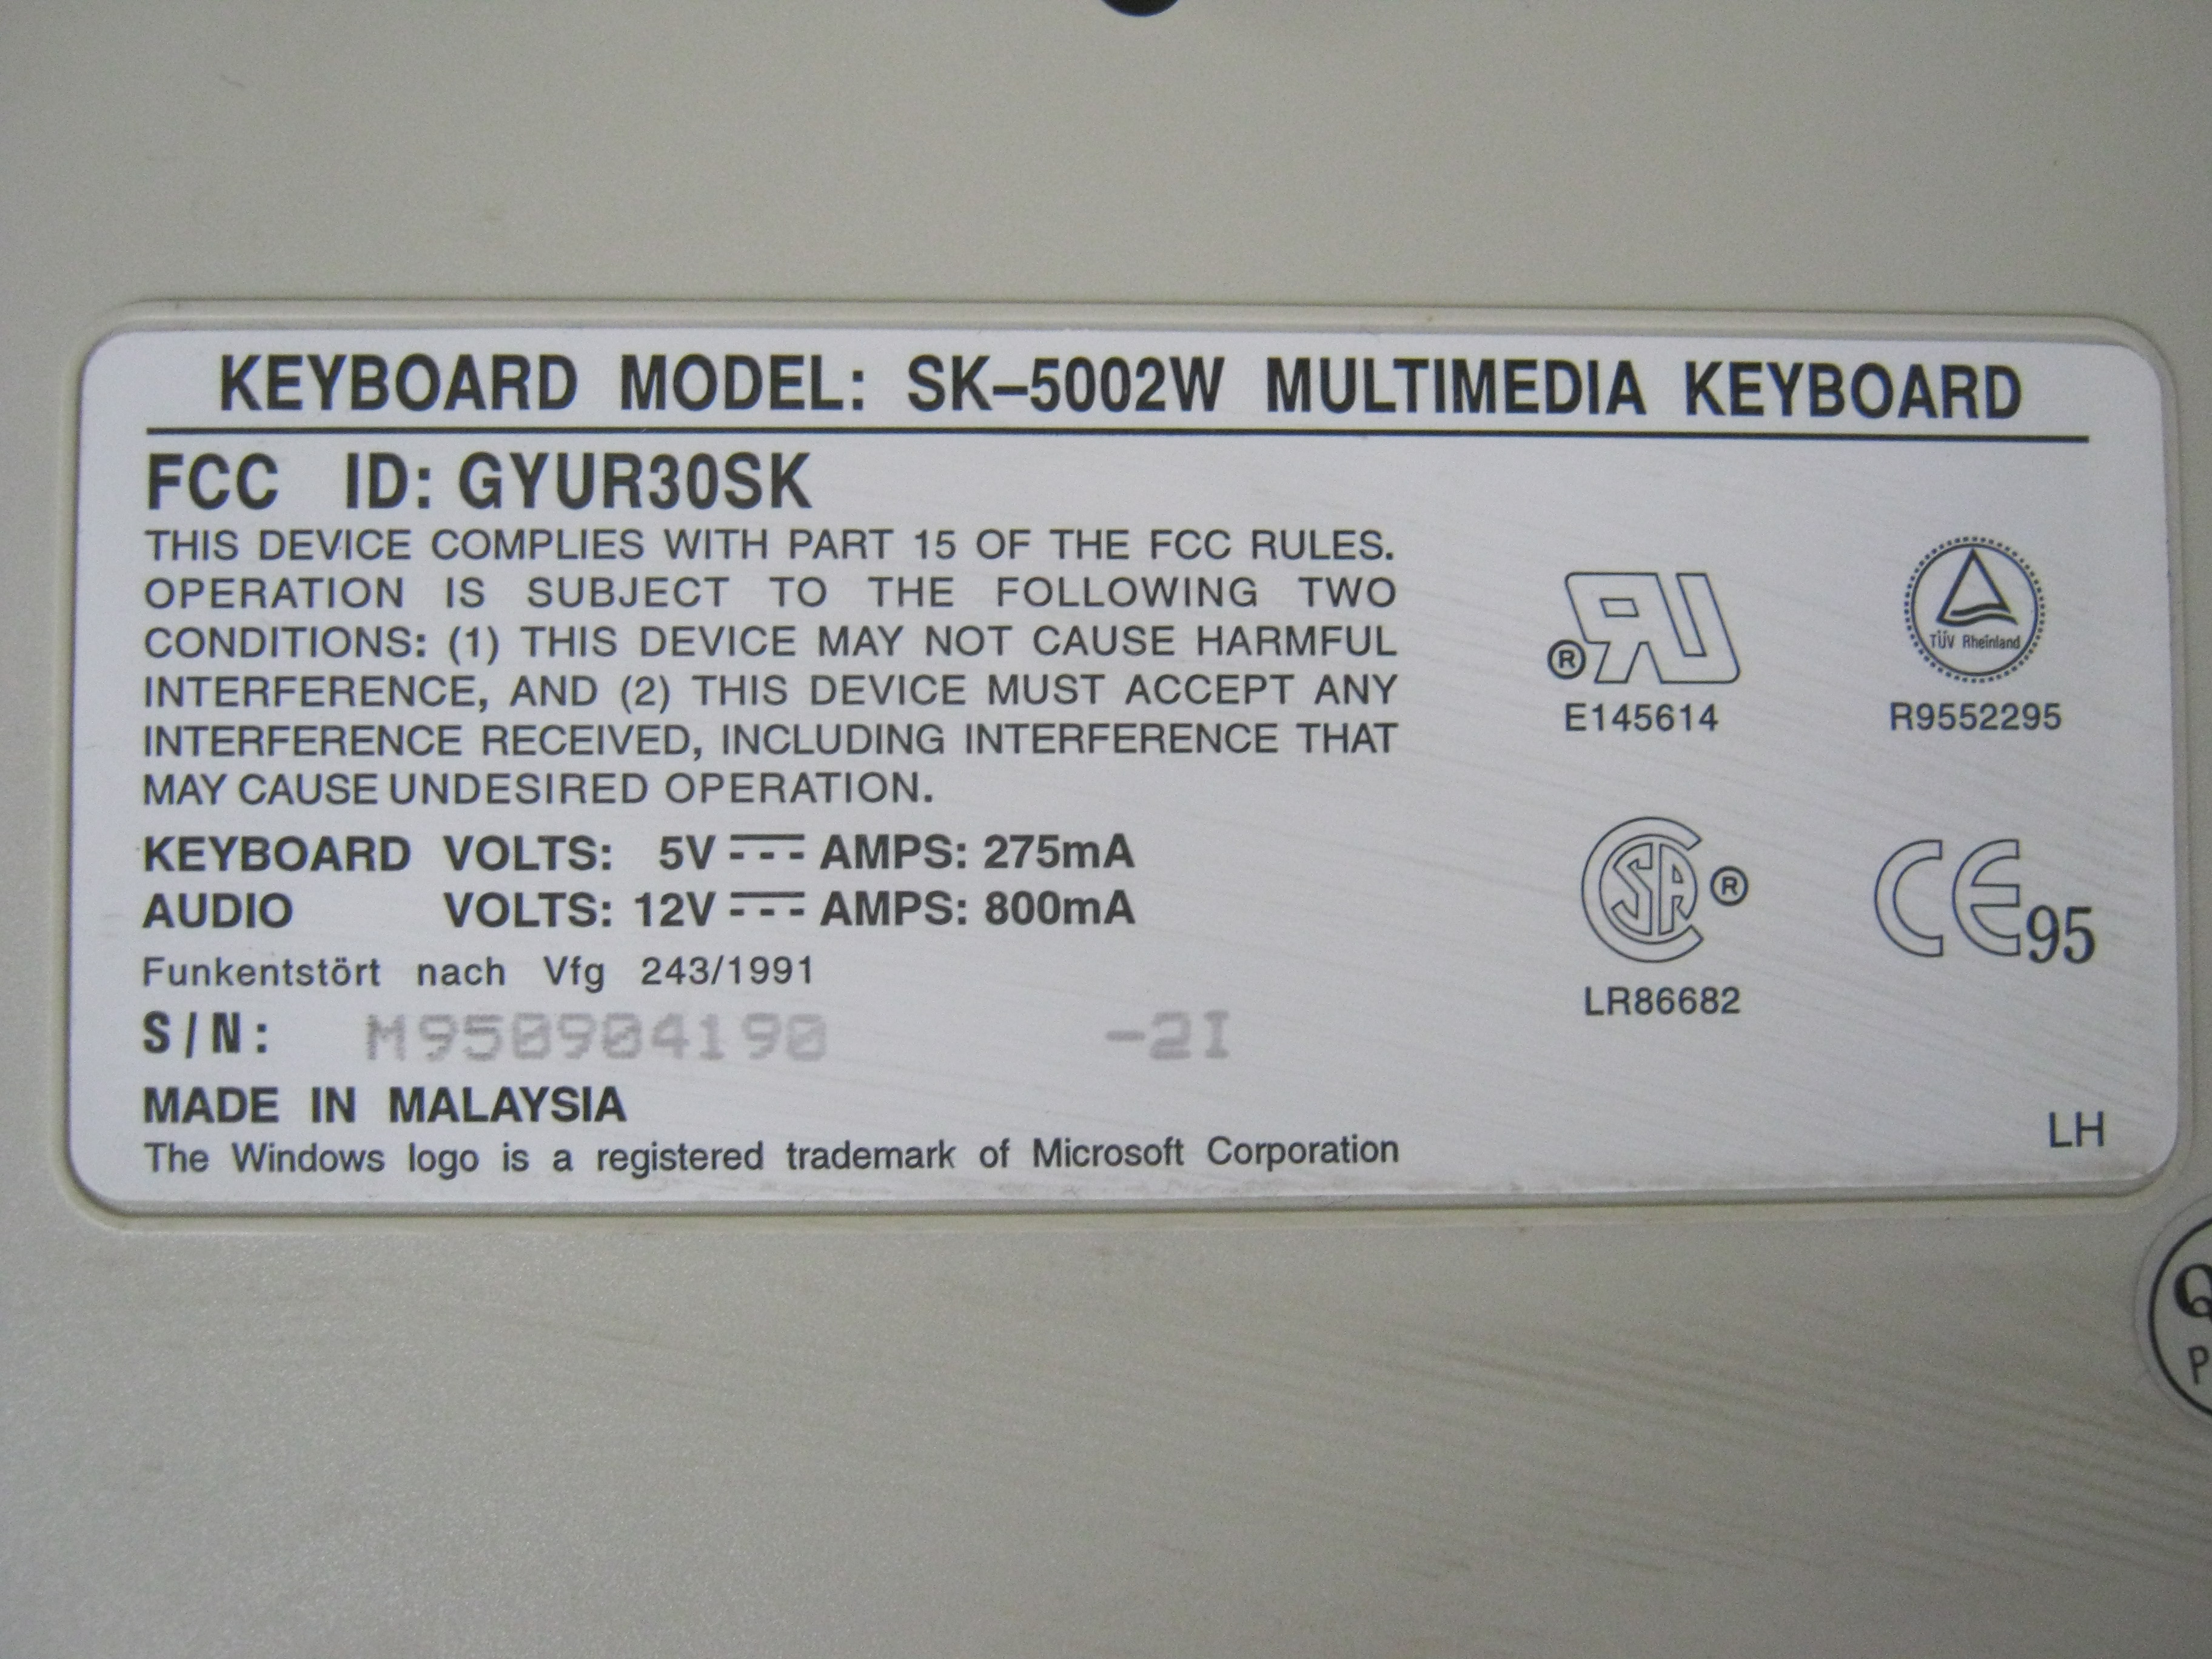 KEYBOARD MODEL: SK-5002W MULTIMEDIA KEYBOARD
FCC ID: GYUR30SK
THIS DEVICE COMPLIES WITH PART 15 OF THE FCC RULES.
OPERATION IS SUBJECT TO THE FOLLOWING TWO
CONDITIONS: (1) THIS DEVICE MAY NOT CAUSE HARMFUL
INTERFERENCE, AND (2) THIS DEVICE MUST ACCEPT ANY
INTERFERENCE RECEIVED, INCLUDING INTERFERENCE THAT
MAY CAUSE UNDESIRED OPERATION.
KEYBOARD VOLTS: 5V AMPS: 275mA
AUDIO VOLTS: 12V AMPS: 800mA
Funkentstört nach Vfg 243/1991
S/N: M950904190 -2I
MADE IN MALAYSIA
The Windows logo is a registered trademark of Microsoft Corporation
® RU
E145614
TÜV Rheinland
R9552295
CSA ®
LR86682
CE95
LH
Q
P